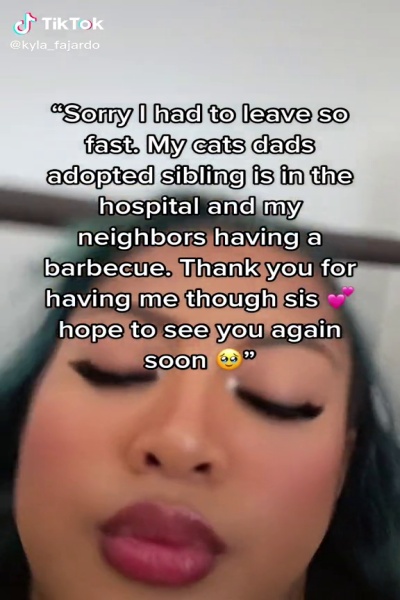 TikTok
@kyla_fajardo
“Sorry I had to leave so
fast. My cats dads
adopted sibling is in the
hospital and my
neighbors having a
barbecue. Thank you for
having me though sis 💕
hope to see you again
soon 🥹”